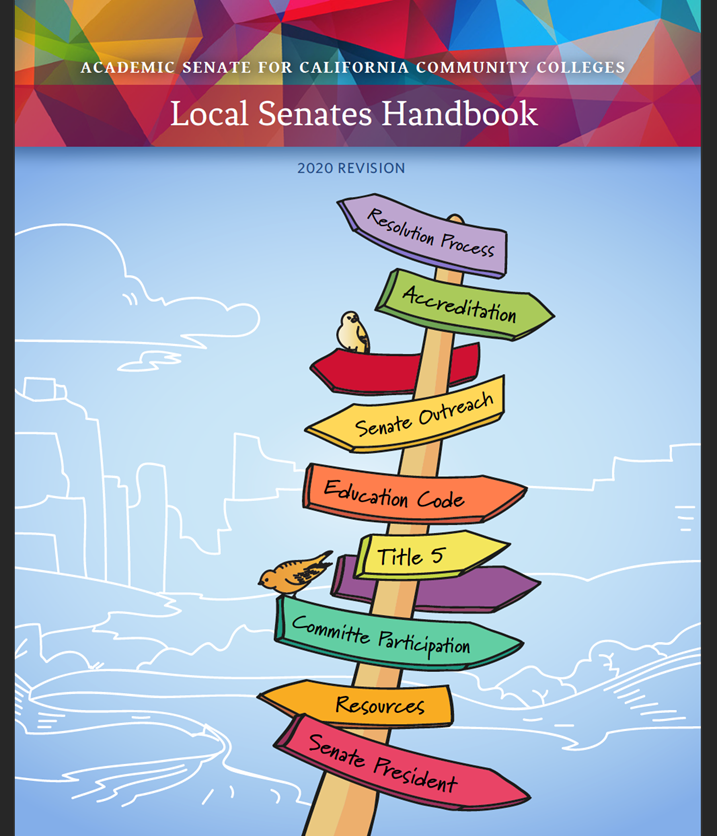 ACADEMIC SENATE FOR CALIFORNIA COMMUNITY COLLEGES
Local Senates Handbook
2020 REVISION
Resolution Process
Accreditation
Senate Outreach
Education Code
Title 5
Committe Participation
Resources
Senate President